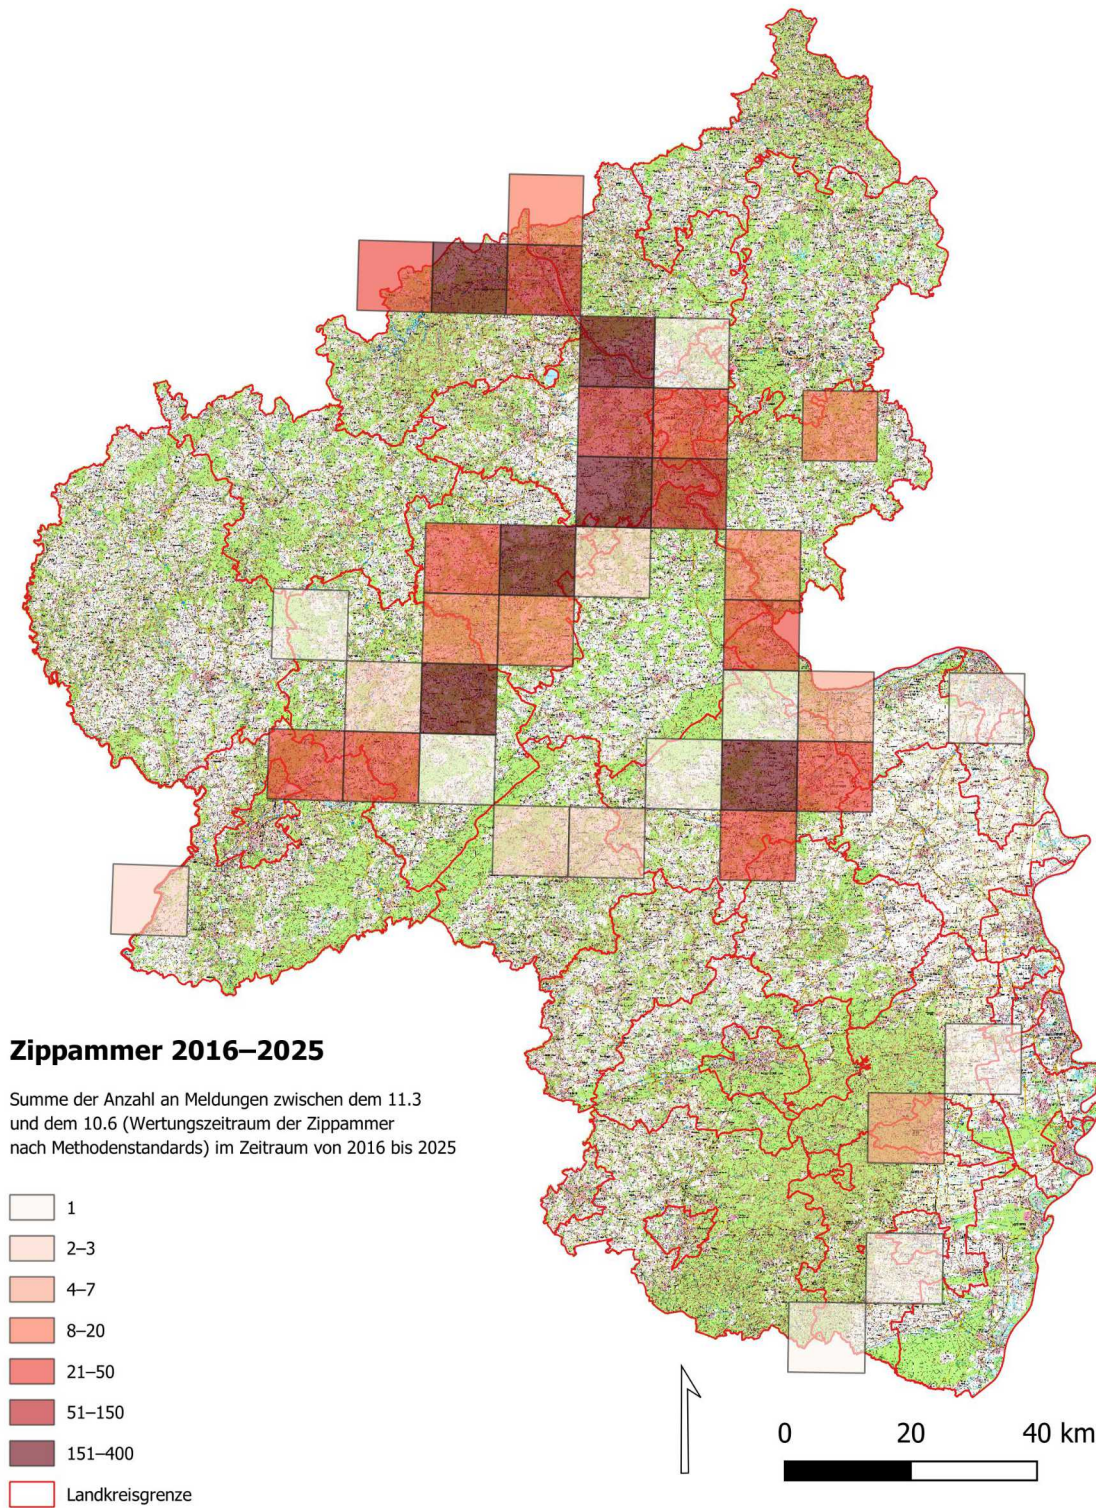 Zippammer 2016–2025
Summe der Anzahl an Meldungen zwischen dem 11.3
und dem 10.6 (Wertungszeitraum der Zippammer
nach Methodenstandards) im Zeitraum von 2016 bis 2025
1
2–3
4–7
8–20
21–50
51–150
151–400
Landkreisgrenze
0 20 40 km